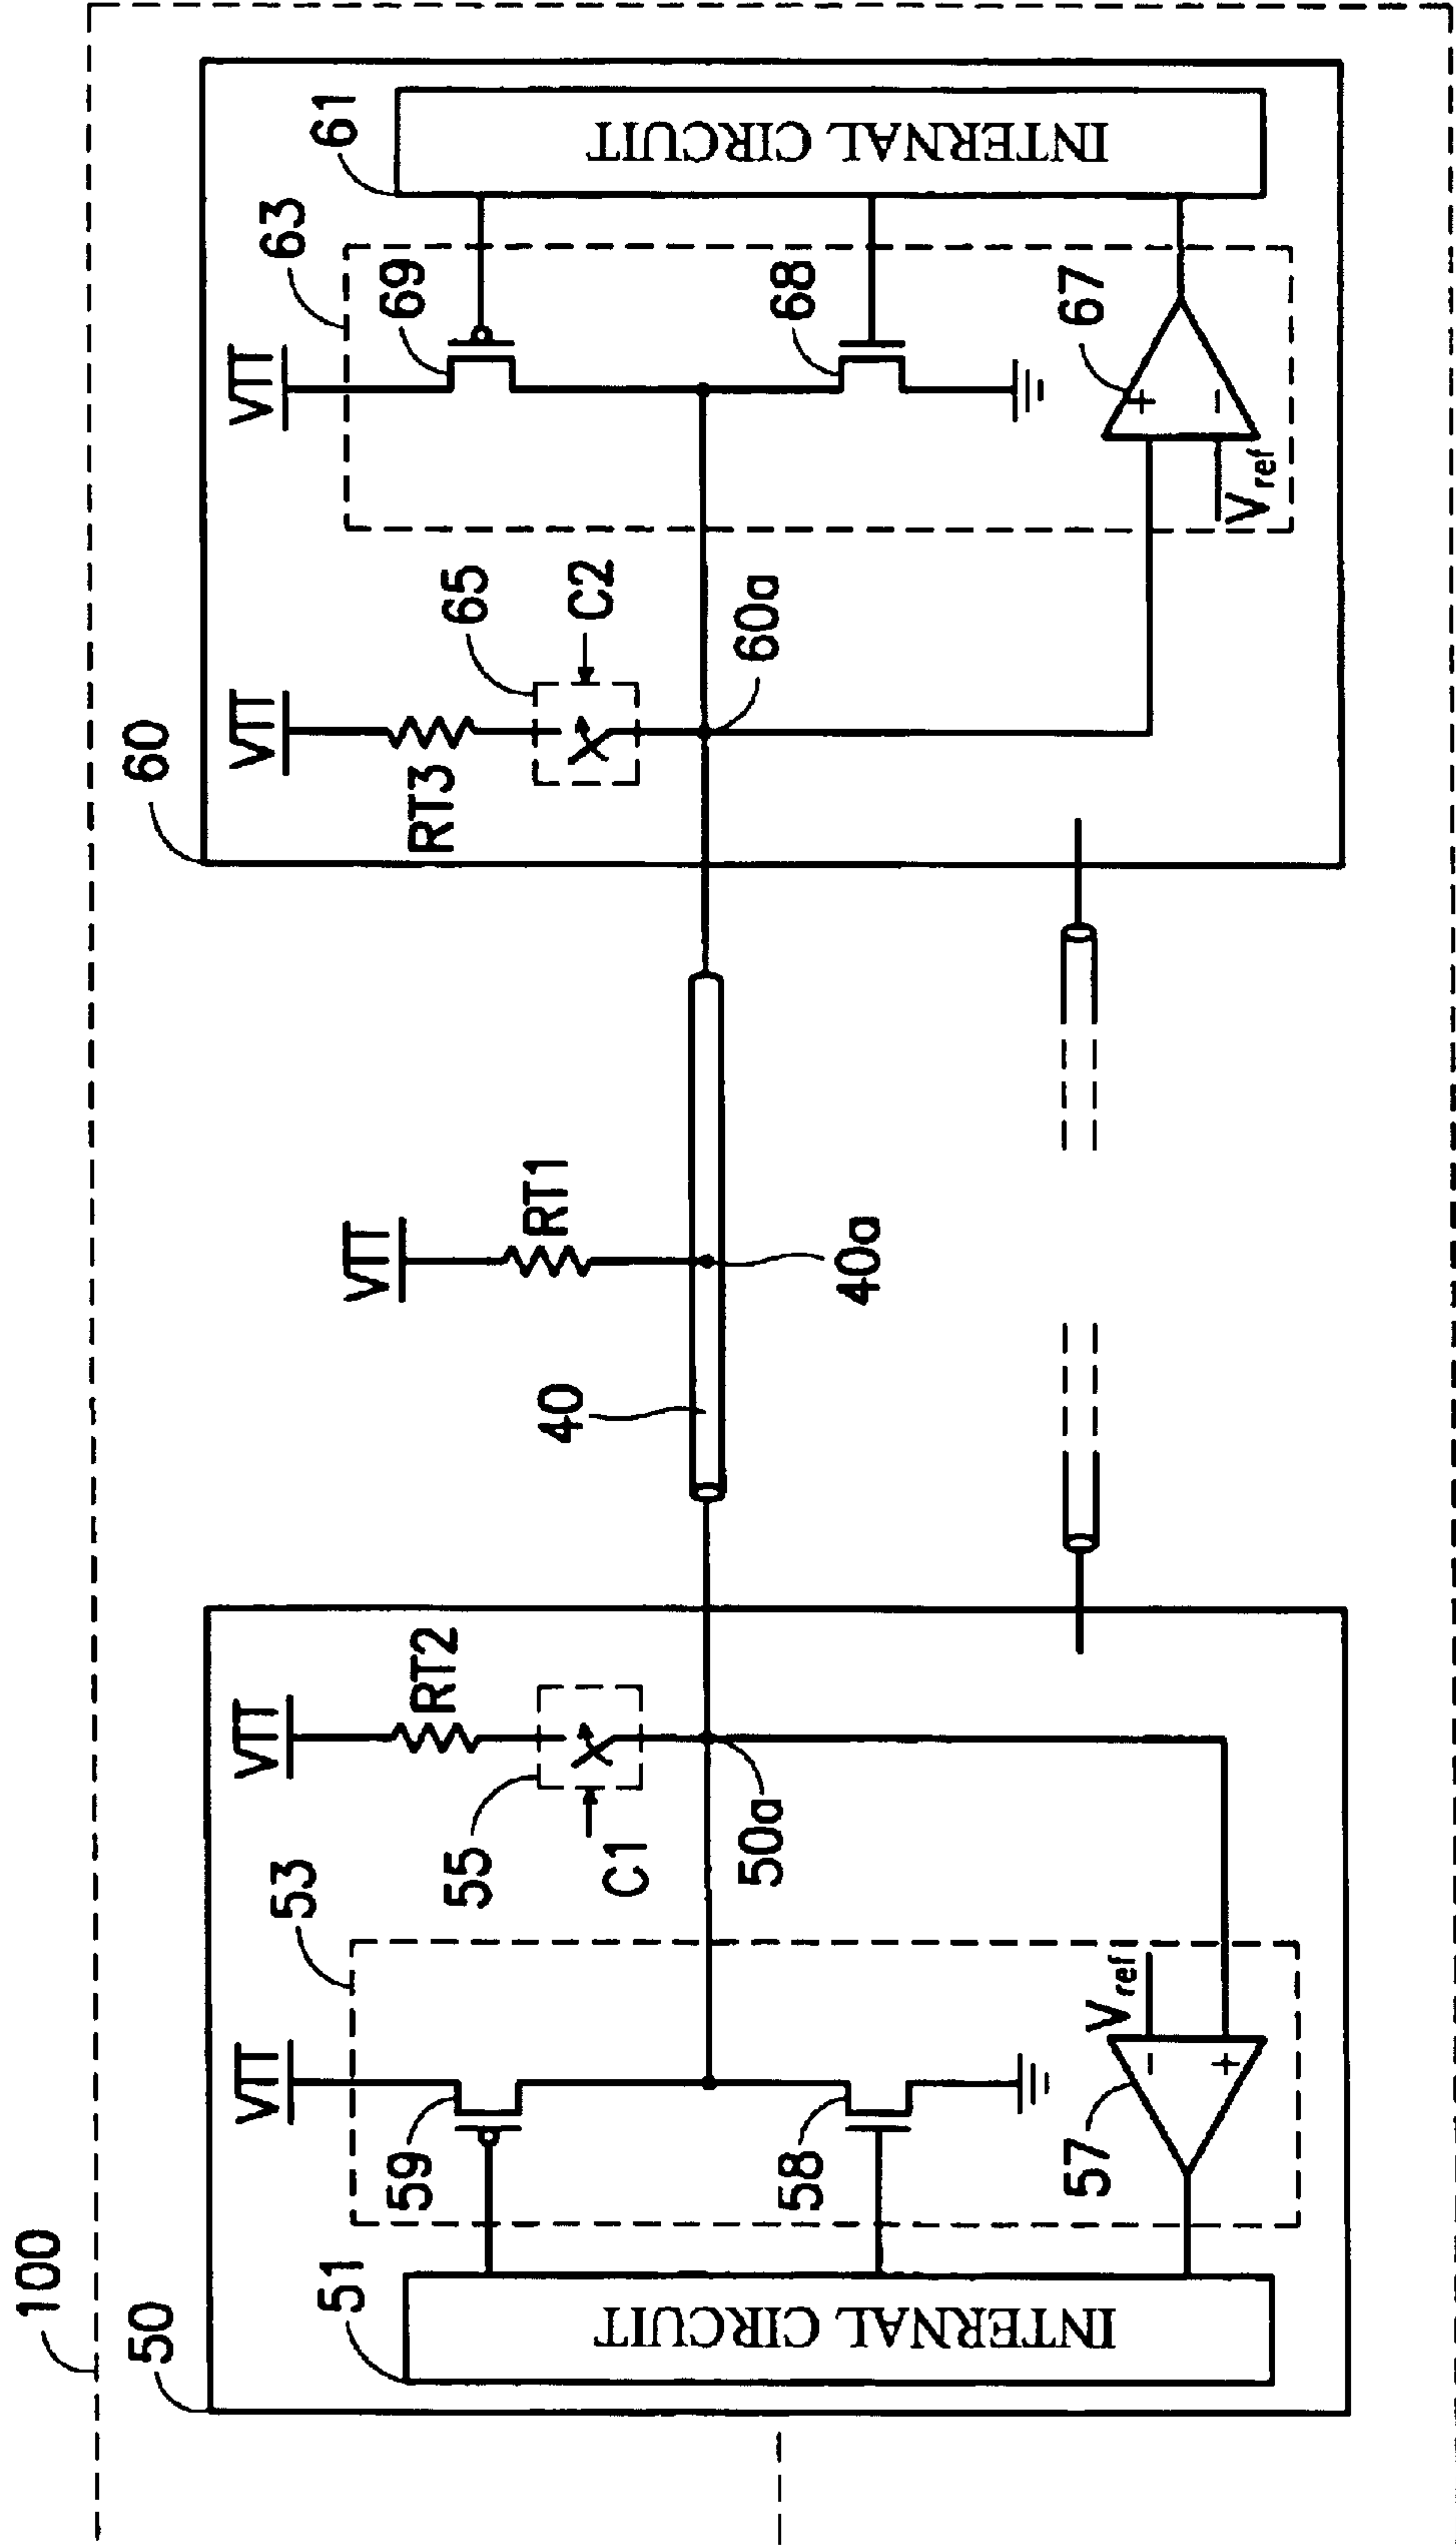 100
50
51
INTERNAL CIRCUIT
53
VTT
59
58
57
Vref
-
+
VTT
RT2
55
C1
50a
40
VTT
RT1
40a
60
VTT
RT3
65
C2
60a
63
VTT
69
68
67
+
-
Vref
61
INTERNAL CIRCUIT